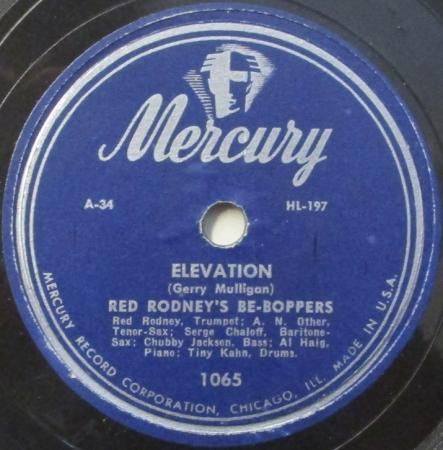 Mercury
A-34 HL-197
ELEVATION
(Gerry Mulligan)
RED RODNEY'S BE-BOPPERS
Red Rodney, Trumpet; A. N. Other,
Tenor-Sax; Serge Chaloff, Baritone-
Sax; Chubby Jackson, Bass; Al Haig,
Piano; Tiny Kahn, Drums.
1065
MERCURY RECORD CORPORATION, CHICAGO, ILL. MADE IN U.S.A.